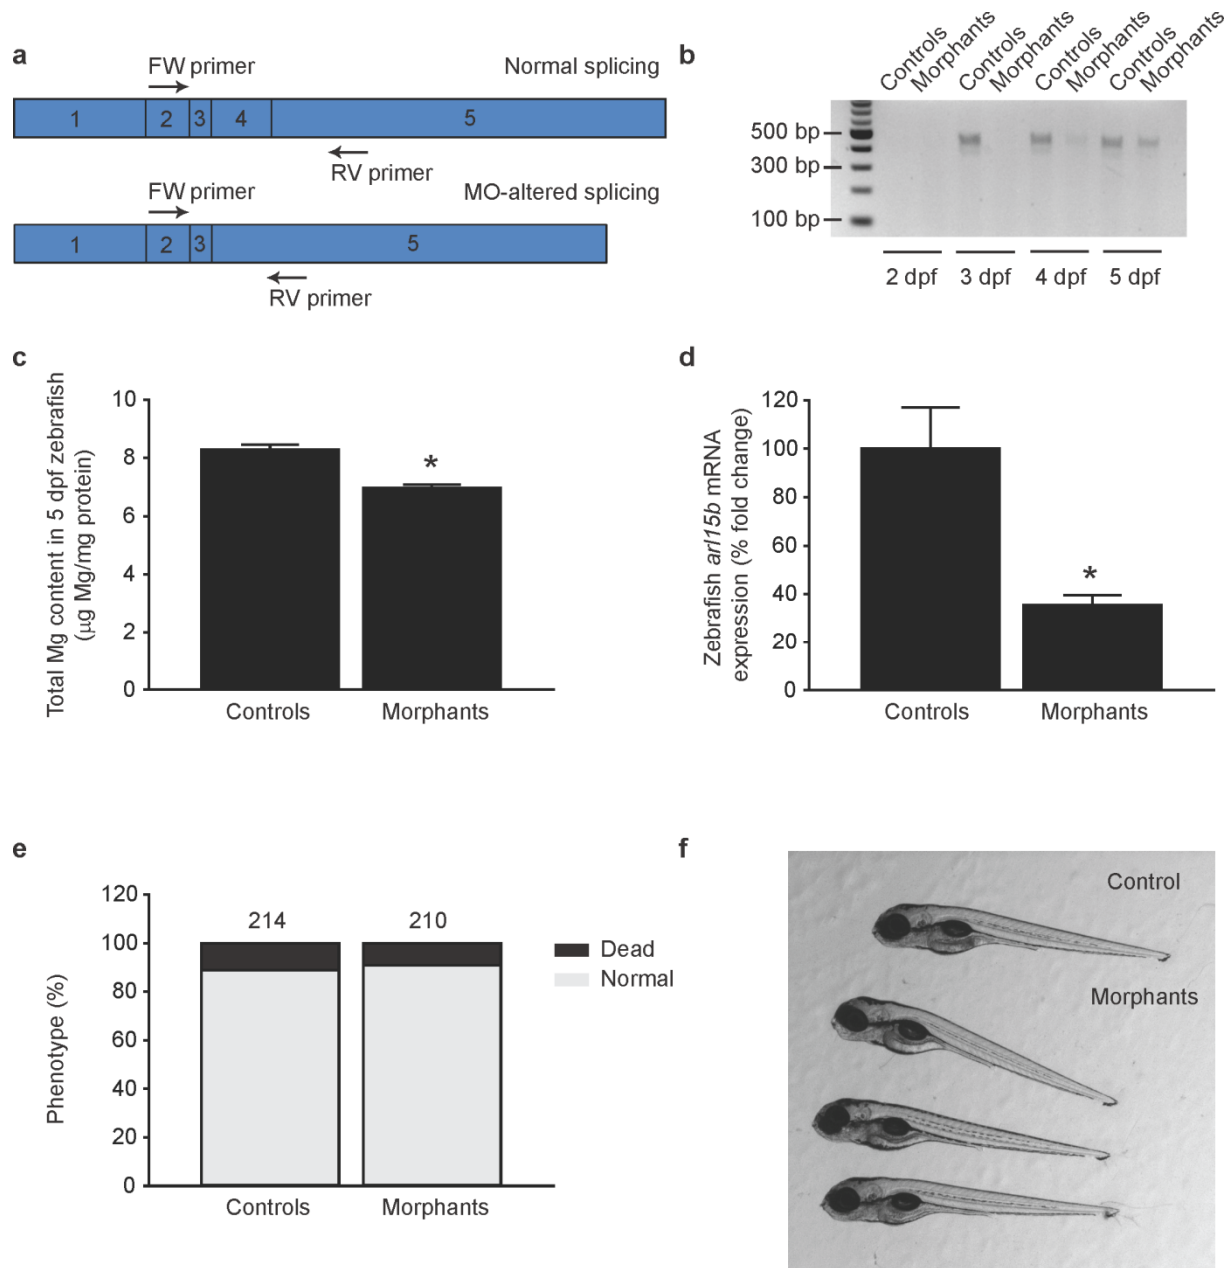 a
FW primer
Normal splicing
1 2 3 4 5
RV primer
FW primer
MO-altered splicing
1 2 3 5
RV primer
b
Controls
Morphants
Controls
Morphants
Controls
Morphants
Controls
Morphants
500 bp
300 bp
100 bp
2 dpf 3 dpf 4 dpf 5 dpf
c
Total Mg content in 5 dpf zebrafish
(μg Mg/mg protein)
10
8
6
4
2
0
*
Controls Morphants
d
Zebrafish arl15b mRNA
expression (% fold change)
120
100
80
60
40
20
0
*
Controls Morphants
e
Phenotype (%)
120
100
80
60
40
20
0
214 210
Dead
Normal
Controls Morphants
f
Control
Morphants